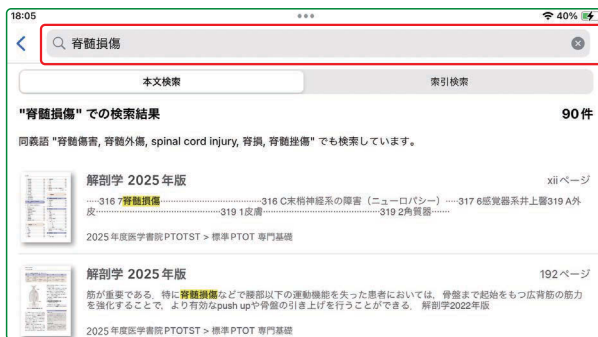 18:05
40%
脊髄損傷
本文検索
索引検索
"脊髄損傷" での検索結果
90件
同義語 "脊髄傷害, 脊髄外傷, spinal cord injury, 脊損, 脊髄挫傷" でも検索しています。
解剖学 2025年版
xiiページ
……316 7脊髄損傷……………………………316 C末梢神経系の障害（ニューロパシー）……317 6感覚器系井上馨319 A外
皮……………………………319 1皮膚……………………………319 2角質器……
2025年度医学書院PTOTST > 標準PTOT 専門基礎
解剖学 2025年版
192ページ
筋が重要である．特に脊髄損傷などで腰部以下の運動機能を失った患者においては，骨盤まで起始をもつ広背筋の筋力
を強化することで，より有効なpush upや骨盤の引き上げを行うことができる． 解剖学2022年版
2025年度医学書院PTOTST > 標準PTOT 専門基礎